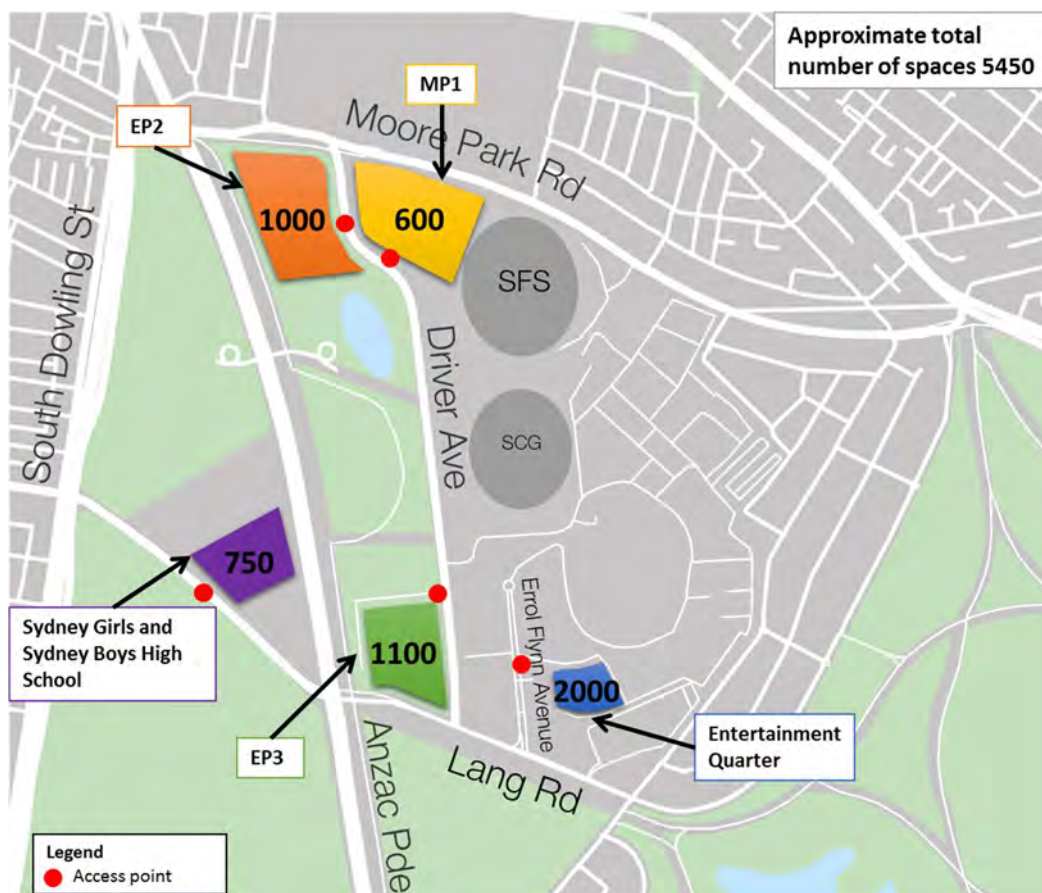 Approximate total
number of spaces 5450
MP1
EP2
Moore Park Rd
1000
600
SFS
South Dowling St
Driver Ave
SCG
750
Sydney Girls and
Sydney Boys High
School
1100
Errol Flynn Avenue
2000
EP3
Entertainment
Quarter
Anzac Pde
Lang Rd
Legend
Access point